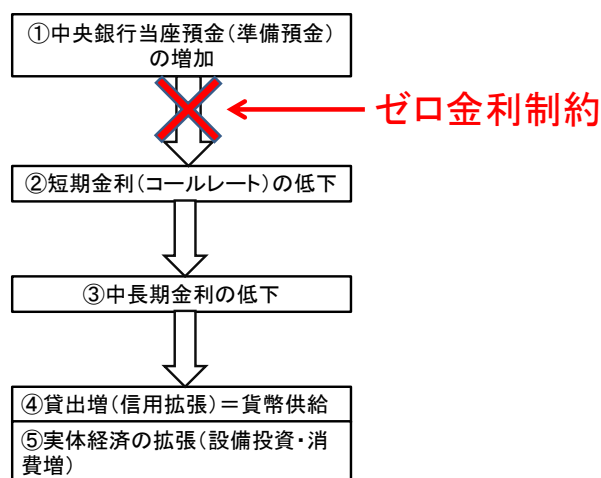 ①中央銀行当座預金(準備預金)
の増加
ゼロ金利制約
②短期金利(コールレート)の低下
③中長期金利の低下
④貸出増(信用拡張)=貨幣供給
⑤実体経済の拡張(設備投資・消
費増)